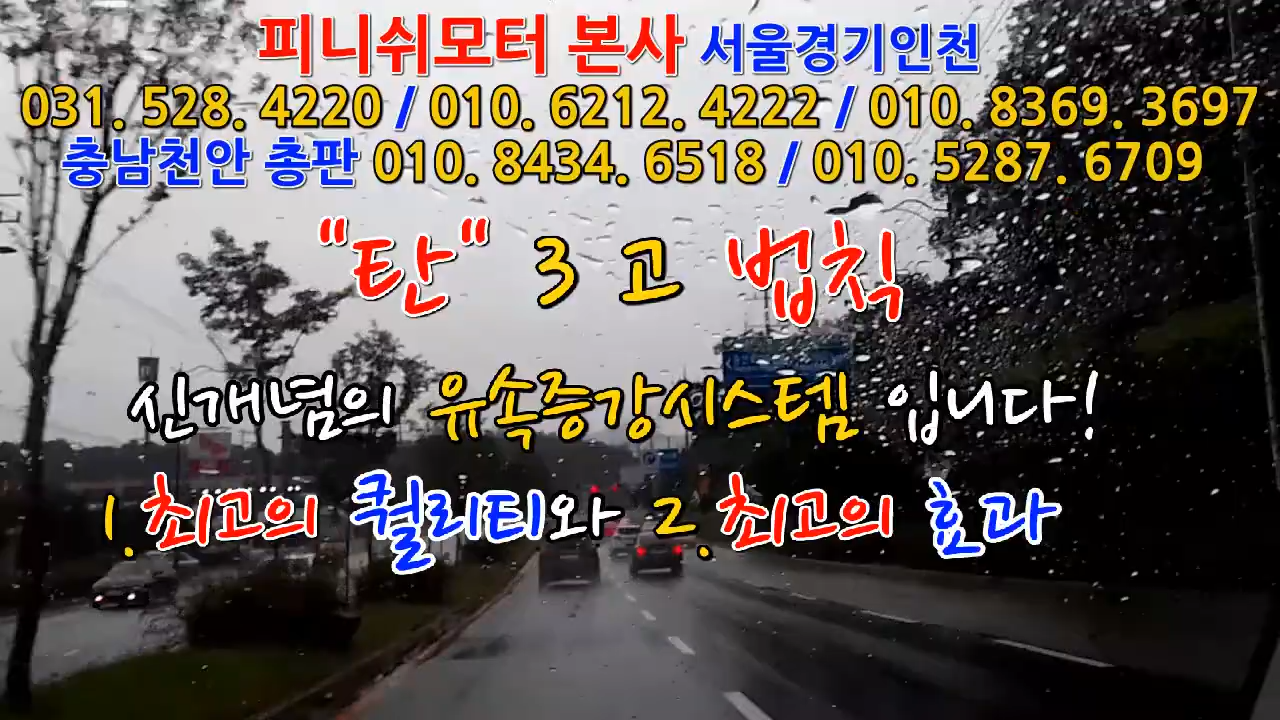 피니쉬모터 본사 서울경기인천
031. 528. 4220 / 010. 6212. 4222 / 010. 8369. 3697
충남천안 총판 010. 8434. 6518 / 010. 5287. 6709
"탄" 3 고 법칙
신개념의 유속증강시스템 입니다!
1. 최고의 퀄리티와 2. 최고의 효과